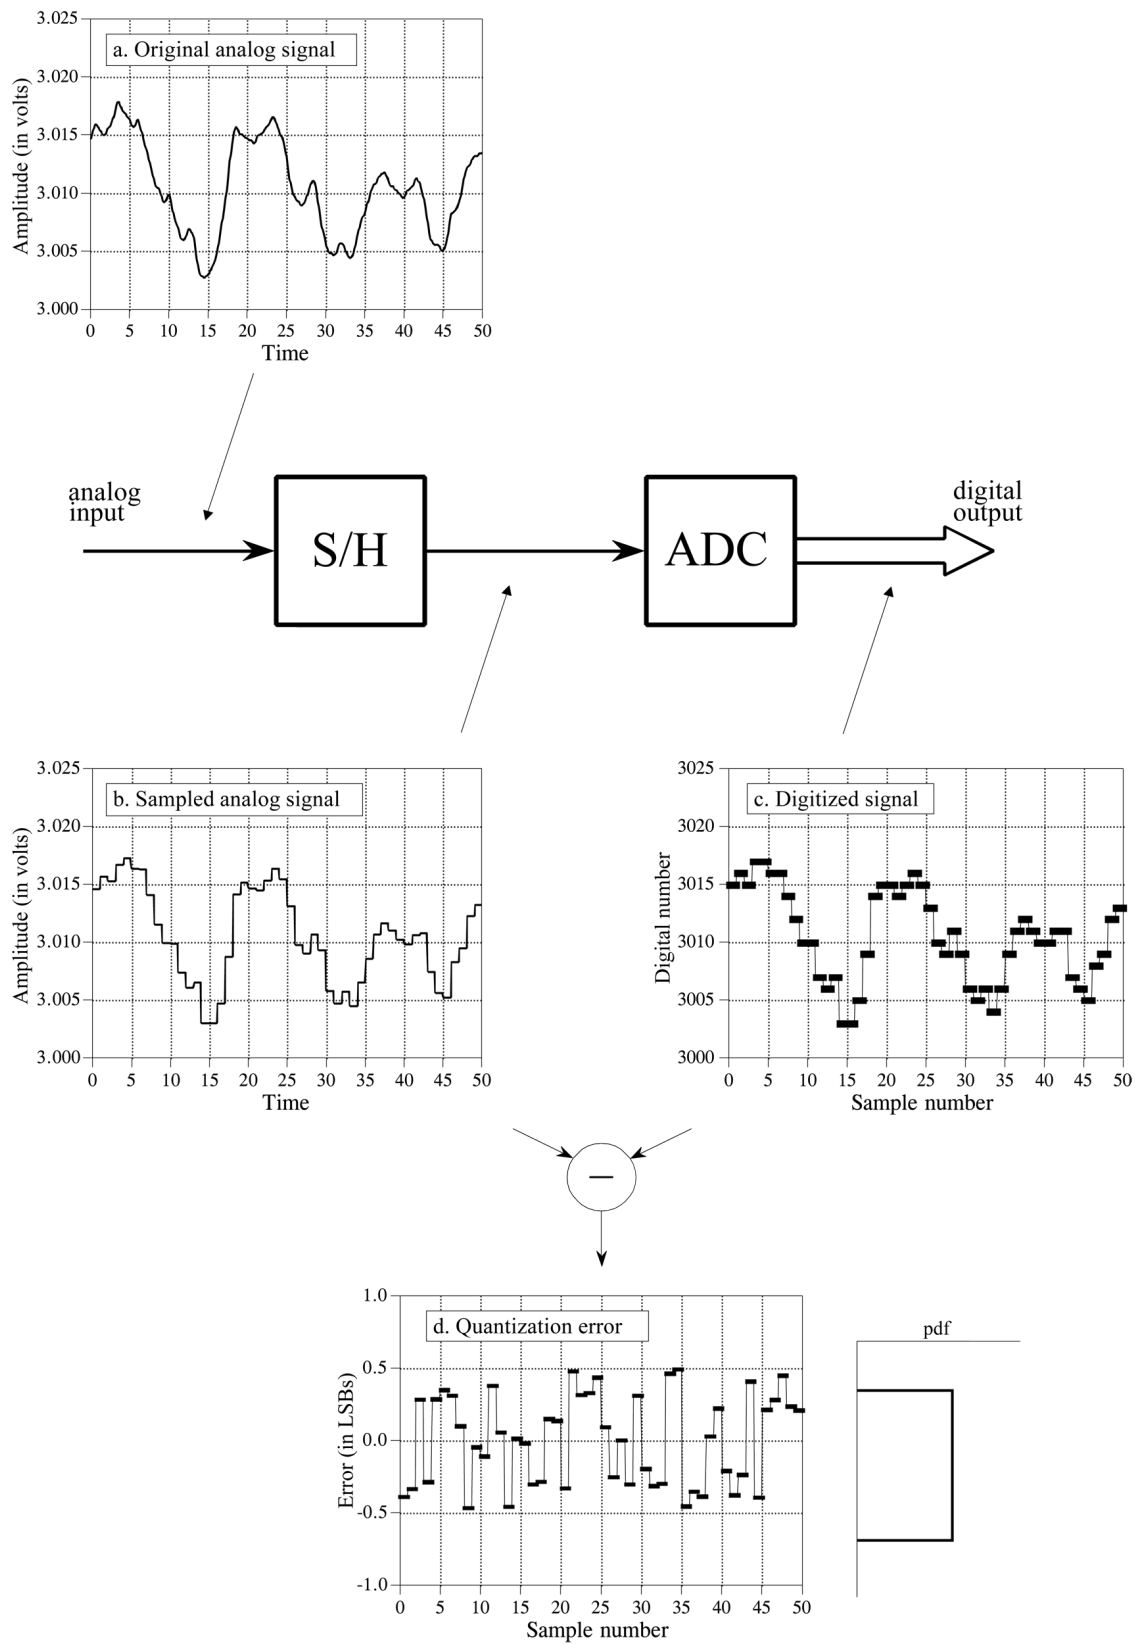 a. Original analog signal
3.025
3.020
3.015
3.010
3.005
3.000
Amplitude (in volts)
0 5 10 15 20 25 30 35 40 45 50
Time
analog
input
S/H
ADC
digital
output
b. Sampled analog signal
3.025
3.020
3.015
3.010
3.005
3.000
Amplitude (in volts)
0 5 10 15 20 25 30 35 40 45 50
Time
c. Digitized signal
3025
3020
3015
3010
3005
3000
Digital number
0 5 10 15 20 25 30 35 40 45 50
Sample number
−
d. Quantization error
1.0
0.5
0.0
-0.5
-1.0
Error (in LSBs)
0 5 10 15 20 25 30 35 40 45 50
Sample number
pdf